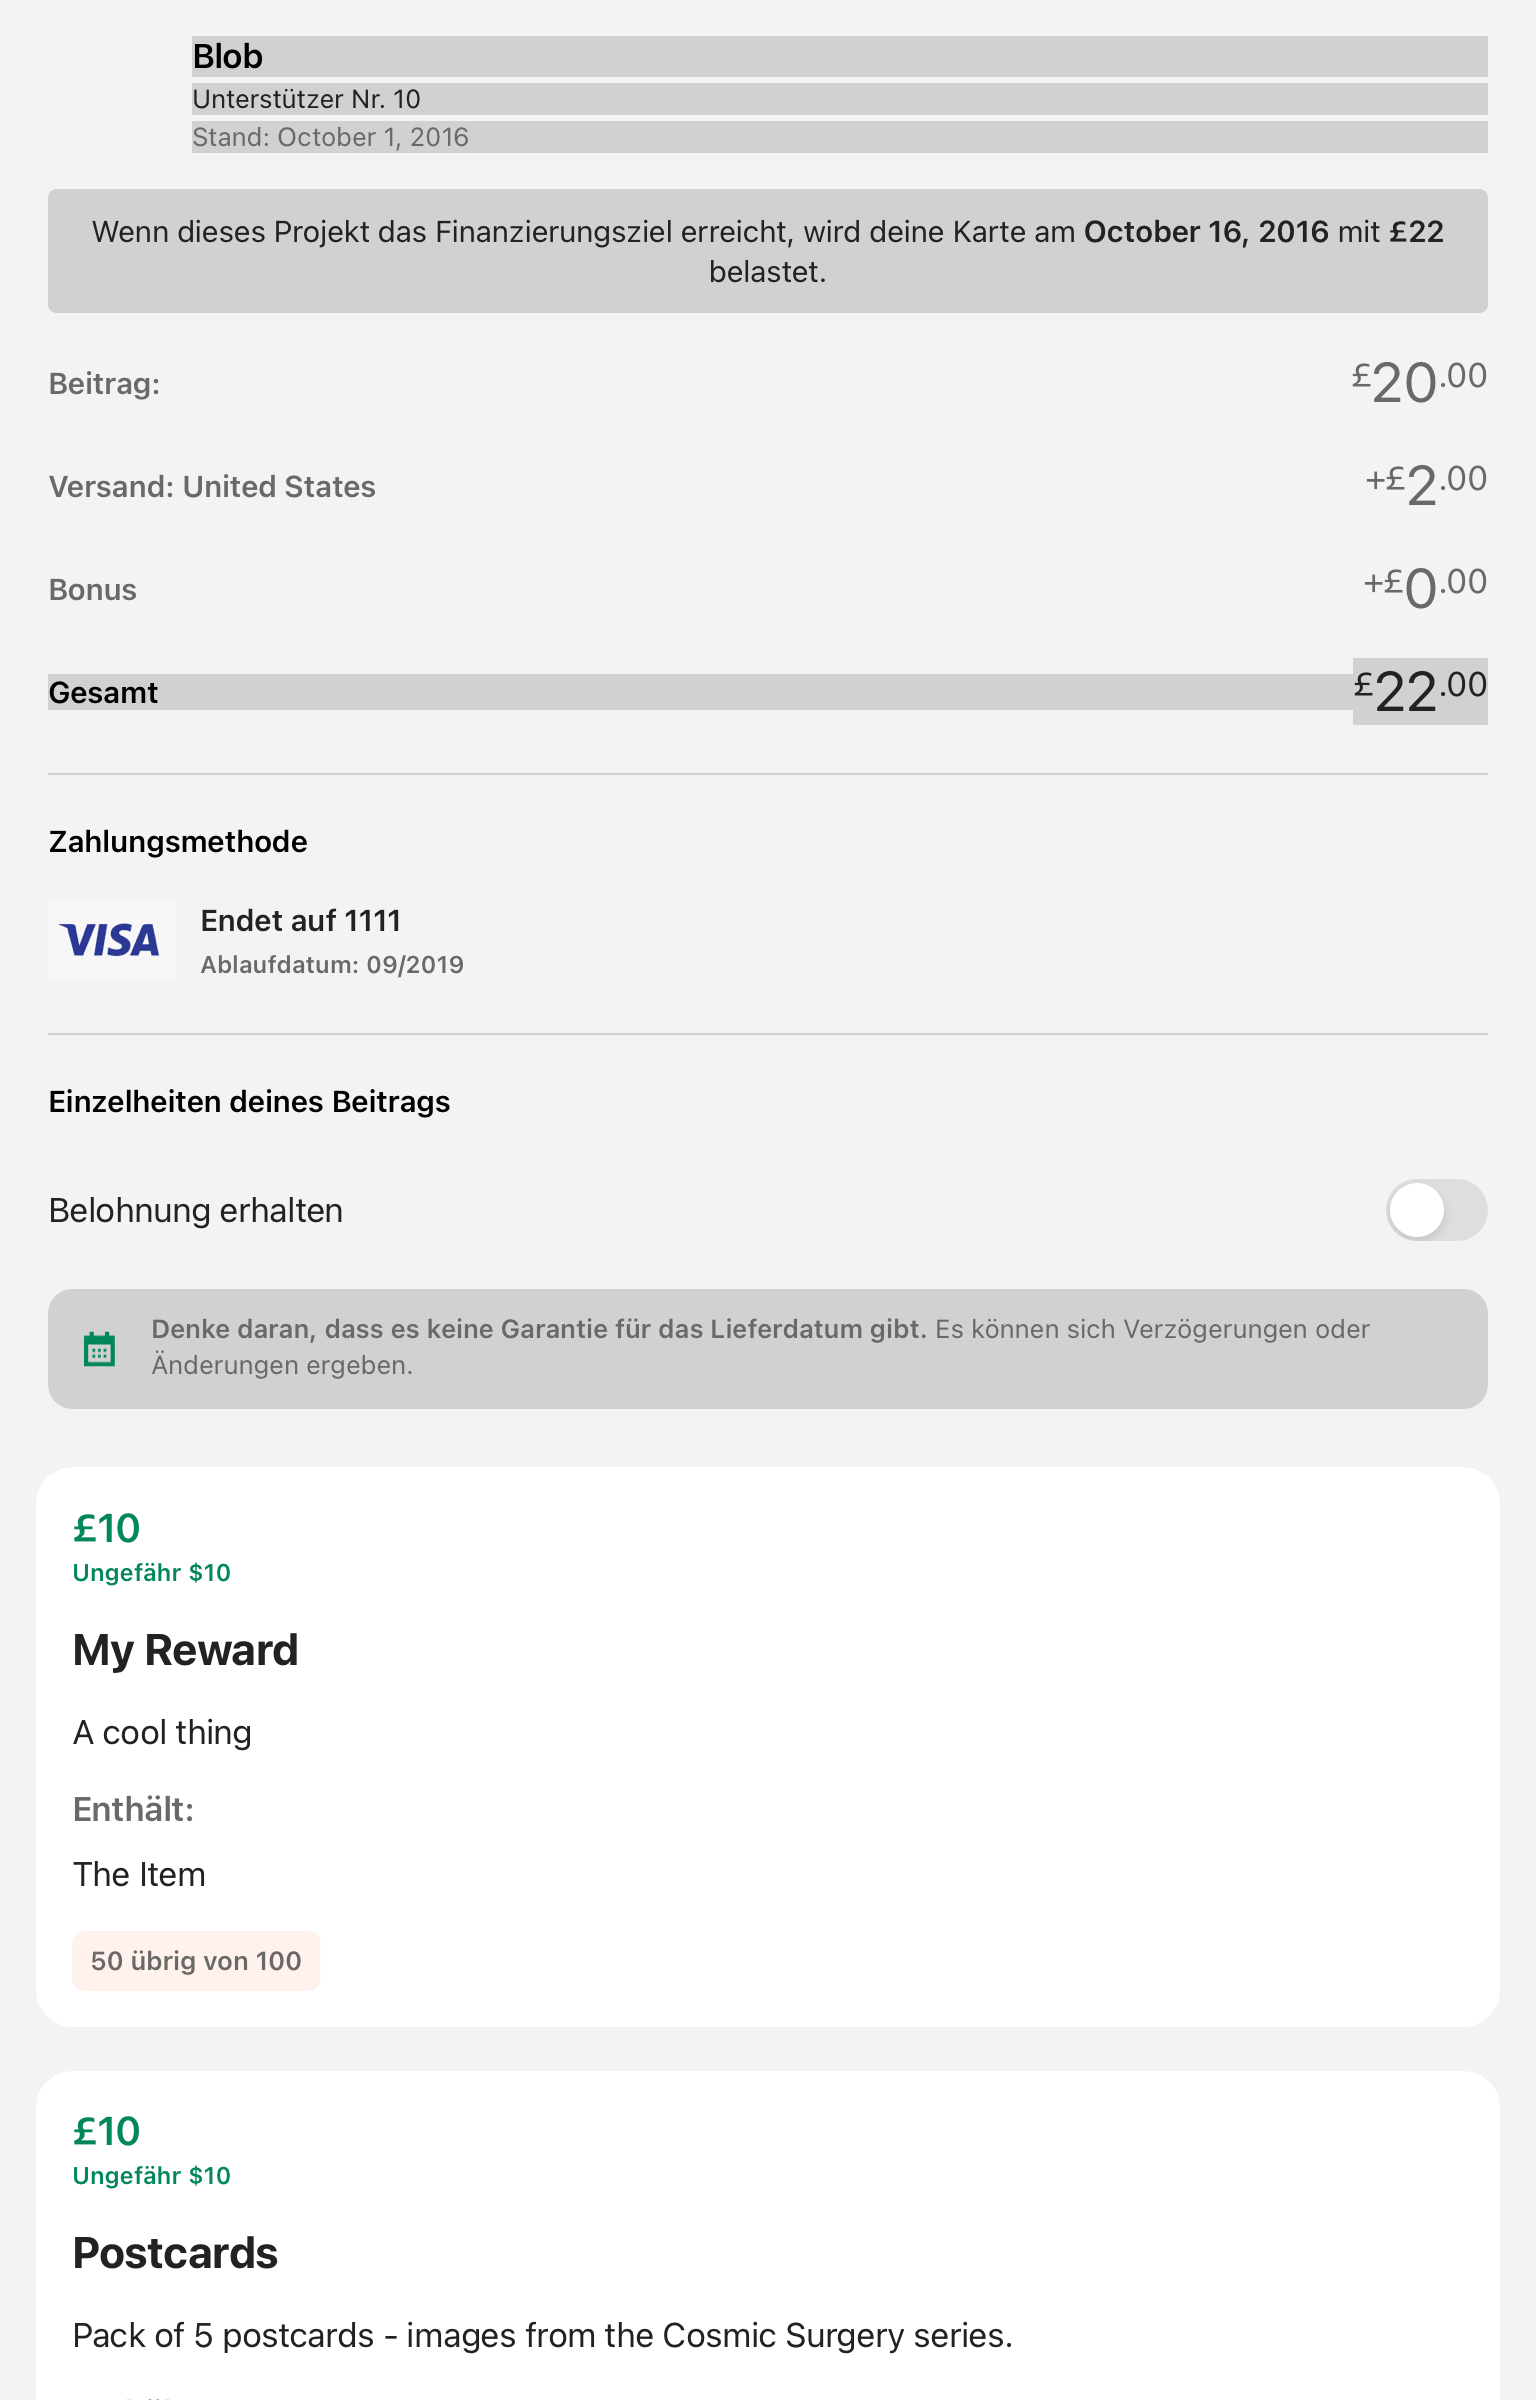 Blob
Unterstützer Nr. 10
Stand: October 1, 2016
Wenn dieses Projekt das Finanzierungsziel erreicht, wird deine Karte am October 16, 2016 mit £22
belastet.
Beitrag: £20.00
Versand: United States +£2.00
Bonus +£0.00
Gesamt £22.00
Zahlungsmethode
VISA
Endet auf 1111
Ablaufdatum: 09/2019
Einzelheiten deines Beitrags
Belohnung erhalten
Denke daran, dass es keine Garantie für das Lieferdatum gibt. Es können sich Verzögerungen oder
Änderungen ergeben.
£10
Ungefähr $10
My Reward
A cool thing
Enthält:
The Item
50 übrig von 100
£10
Ungefähr $10
Postcards
Pack of 5 postcards - images from the Cosmic Surgery series.